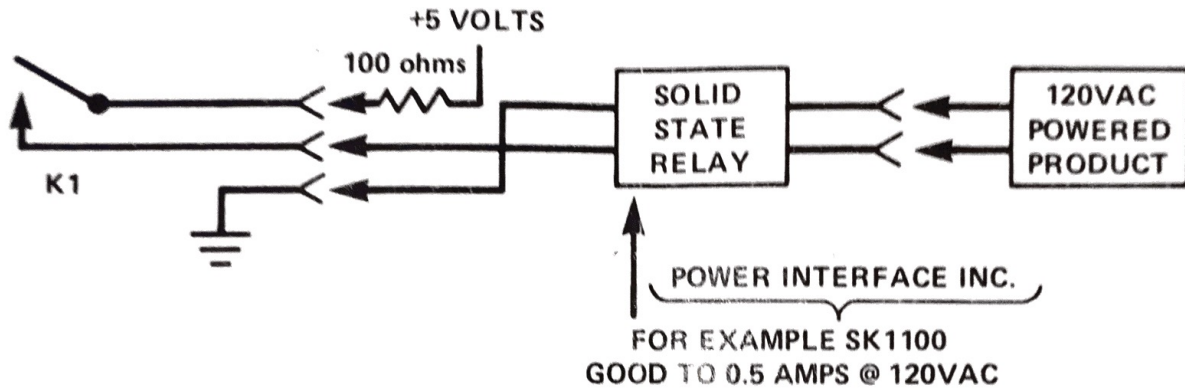 +5 VOLTS
100 ohms
K1
SOLID
STATE
RELAY
120VAC
POWERED
PRODUCT
POWER INTERFACE INC.
FOR EXAMPLE SK1100
GOOD TO 0.5 AMPS @ 120VAC